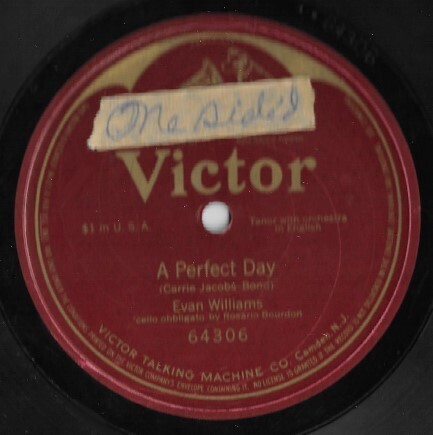 64306
One sided
Victor
$1 in U. S. A.
Tenor with orchestra
in English
A Perfect Day
(Carrie Jacobs-Bond)
Evan Williams
'cello obbligato by Rosario Bourdon
64306
VICTOR TALKING MACHINE CO. Camden, N.J.